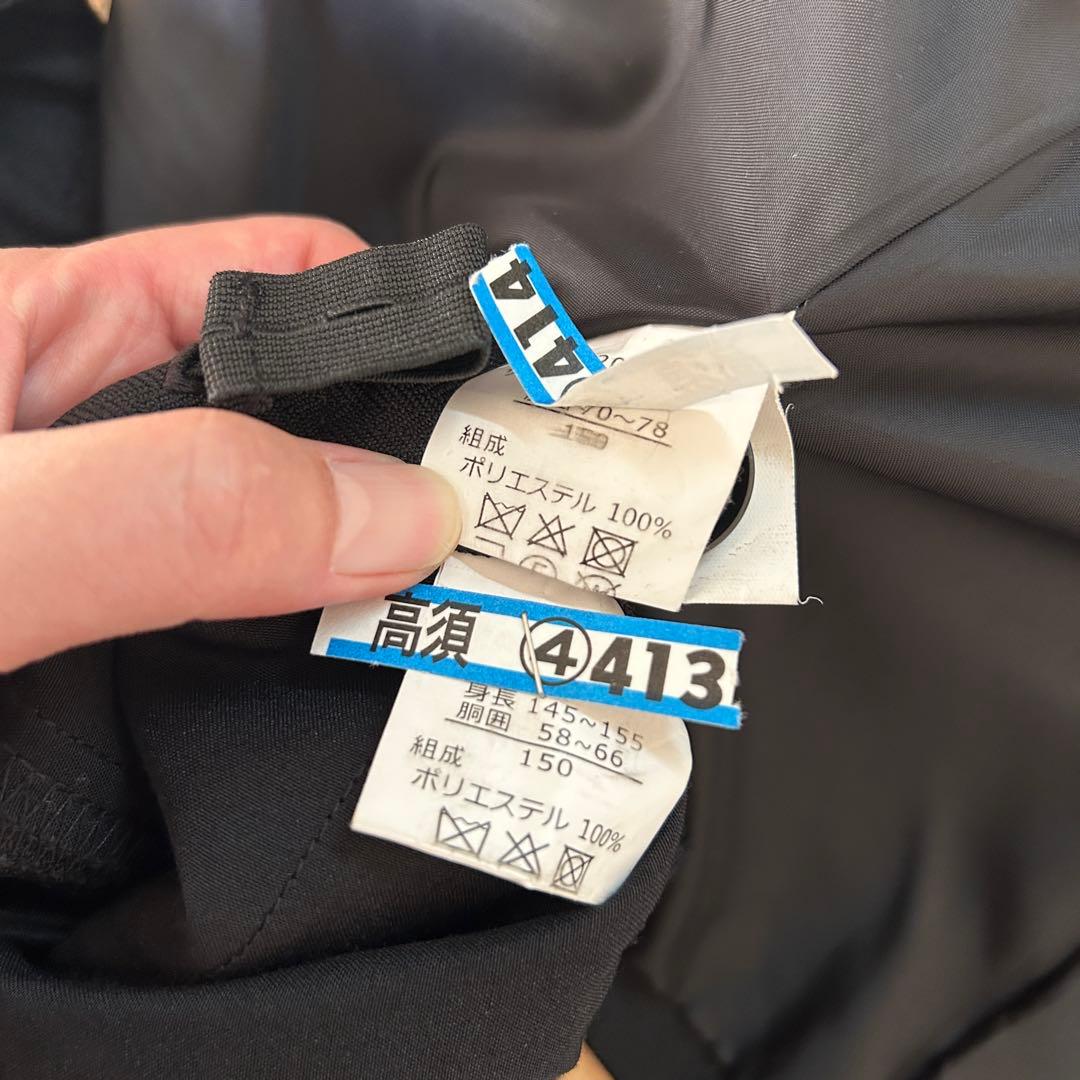 ④414
70~78
150
組成
ポリエステル 100%
高須 ④413
身長 145~155
胴囲 58~66
150
組成
ポリエステル 100%